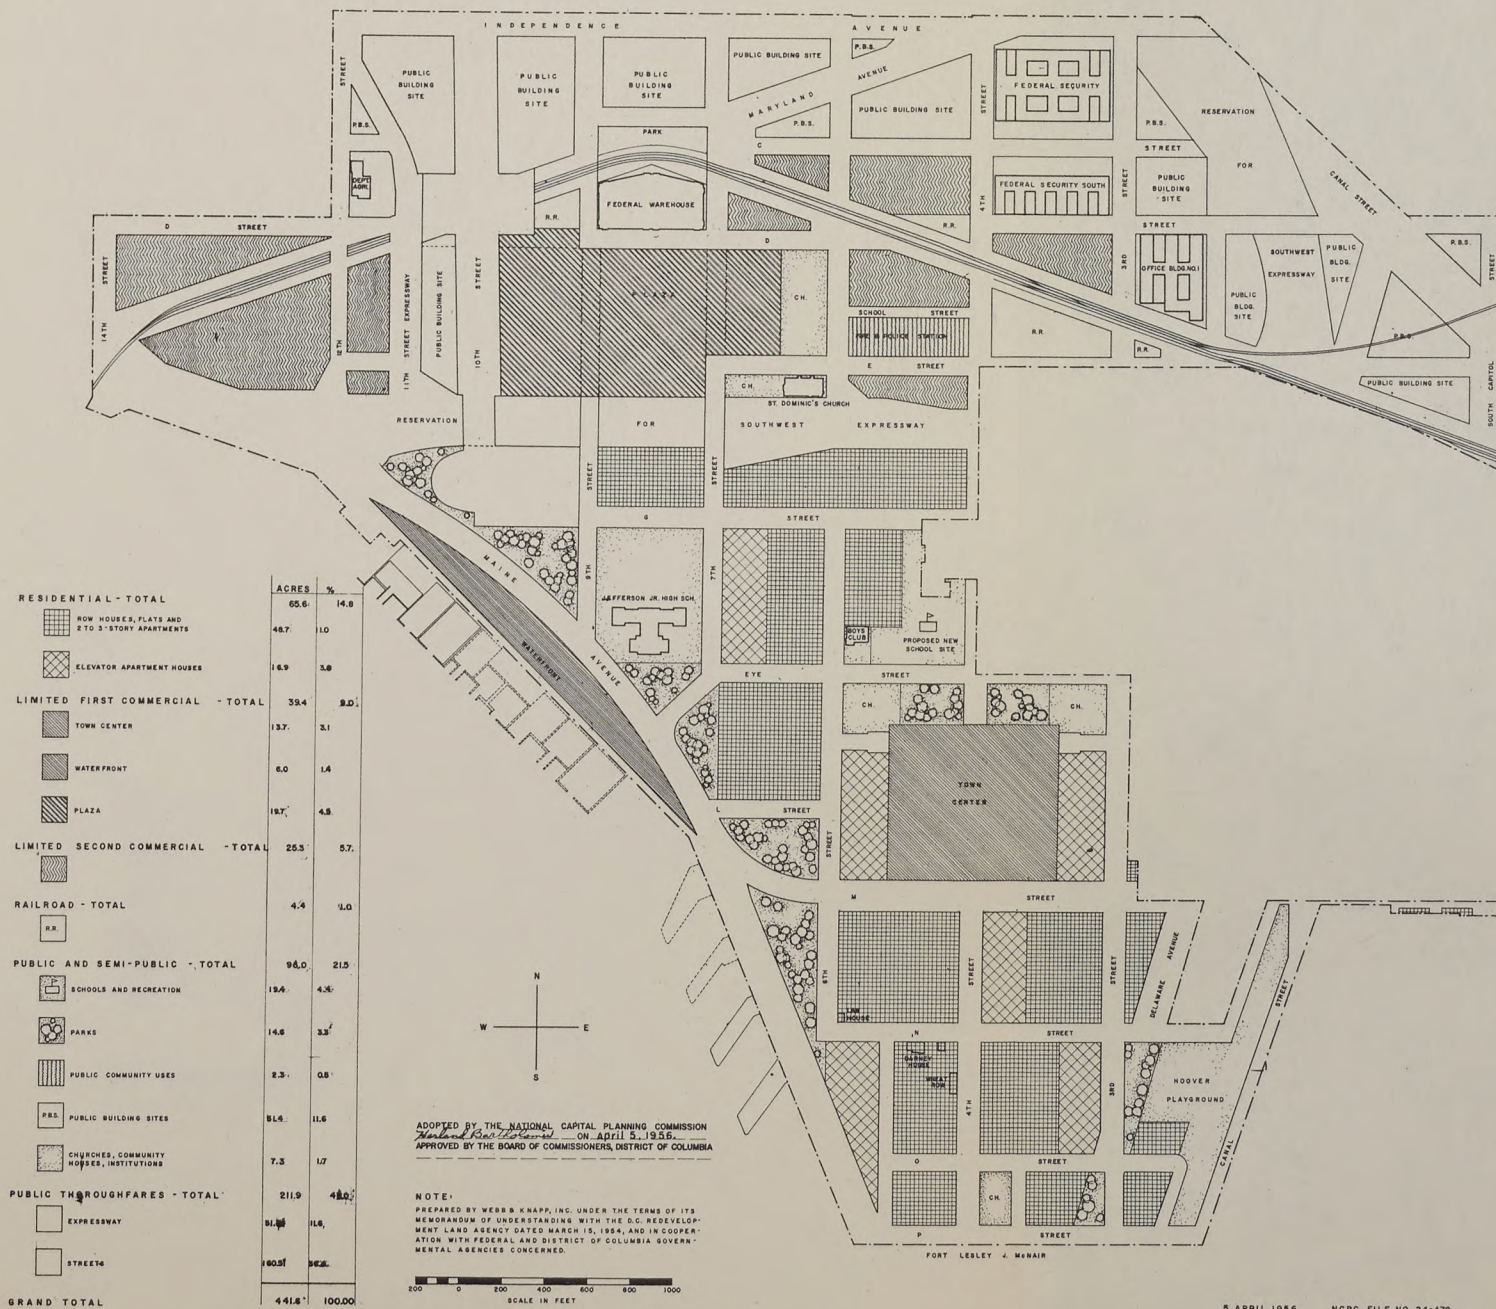 INDEPENDENCE AVENUE
STREET
PUBLIC
BUILDING
SITE
PUBLIC
BUILDING
SITE
PUBLIC
BUILDING
SITE
PUBLIC BUILDING SITE
P.B.S.
MARYLAND AVENUE
P.B.S.
PUBLIC BUILDING SITE
STREET
FEDERAL SECURITY
P.B.S.
RESERVATION
FOR
STREET
P.B.S.
PARK
C
DEPT.
AGRI.
FEDERAL WAREHOUSE
R.R.
4TH
FEDERAL SECURITY SOUTH
STREET
PUBLIC
BUILDING
SITE
CANAL STREET
D STREET
D
R.R.
STREET
14TH
STREET
12TH
11TH STREET EXPRESSWAY
PUBLIC BUILDING SITE
10TH
STREET
PLAZA
CH.
SCHOOL STREET
FIRE & POLICE STATION
E STREET
R.R.
R.R.
3RD
OFFICE BLDG. NO. 1
PUBLIC
BLDG.
SITE
SOUTHWEST
EXPRESSWAY
PUBLIC
BLDG.
SITE
P.B.S.
STREET
P.B.S.
PUBLIC BUILDING SITE
SOUTH CAPITOL
CH.
ST. DOMINIC'S CHURCH
RESERVATION FOR SOUTHWEST EXPRESSWAY
STREET
STREET
G STREET
MAINE
AVENUE
9TH
7TH
JEFFERSON JR. HIGH SCH.
BOYS
CLUB
PROPOSED NEW
SCHOOL SITE
WATERFRONT
EYE STREET
CH.
CH.
TOWN
CENTER
L STREET
STREET
M STREET
6TH
STREET
STREET
DELAWARE AVENUE
STREET
LAW
HOUSE
N STREET
BARNEY
HOUSE
WHEAT
ROW
4TH
3RD
HOOVER
PLAYGROUND
CANAL
O STREET
CH.
P STREET
FORT LESLEY J. McNAIR
ACRES %
RESIDENTIAL - TOTAL 65.6 14.8
ROW HOUSES, FLATS AND
2 TO 3-STORY APARTMENTS 48.7 11.0
ELEVATOR APARTMENT HOUSES 16.9 3.8
LIMITED FIRST COMMERCIAL - TOTAL 39.4 9.0
TOWN CENTER 13.7 3.1
WATERFRONT 6.0 1.4
PLAZA 19.7 4.5
LIMITED SECOND COMMERCIAL - TOTAL 25.3 5.7
RAILROAD - TOTAL 4.4 1.0
R.R.
PUBLIC AND SEMI-PUBLIC - TOTAL 21.5
SCHOOLS AND RECREATION 19.4 4.4
PARKS 14.6 3.3
PUBLIC COMMUNITY USES 2.3 0.5
P.B.S. PUBLIC BUILDING SITES 51.4 11.6
CHURCHES, COMMUNITY
HOUSES, INSTITUTIONS 7.3 1.7
PUBLIC THOROUGHFARES - TOTAL 211.9
EXPRESSWAY 11.6
STREETS
GRAND TOTAL 441.6 100.00
N
W E
S
ADOPTED BY THE NATIONAL CAPITAL PLANNING COMMISSION
Harland Bartholomew ON April 5, 1956.
APPROVED BY THE BOARD OF COMMISSIONERS, DISTRICT OF COLUMBIA
NOTE:
PREPARED BY WEBB & KNAPP, INC. UNDER THE TERMS OF ITS
MEMORANDUM OF UNDERSTANDING WITH THE D.C. REDEVELOP-
MENT LAND AGENCY DATED MARCH 15, 1954, AND IN COOPER-
ATION WITH FEDERAL AND DISTRICT OF COLUMBIA GOVERN-
MENTAL AGENCIES CONCERNED.
200 0 200 400 600 800 1000
SCALE IN FEET
5 APRIL 1956